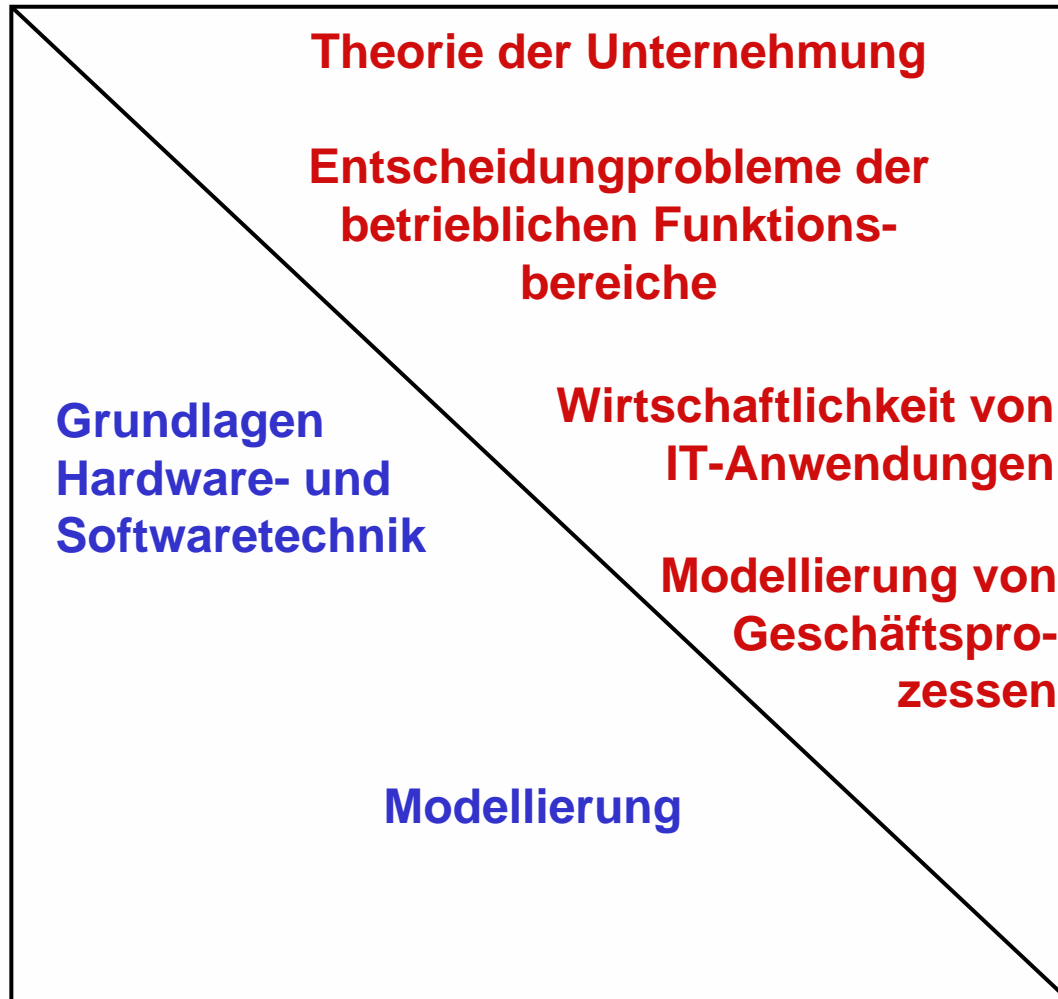 Theorie der Unternehmung
Entscheidungprobleme der
betrieblichen Funktions-
bereiche
Wirtschaftlichkeit von
IT-Anwendungen
Grundlagen
Hardware- und
Softwaretechnik
Modellierung von
Geschäftspro-
zessen
Modellierung